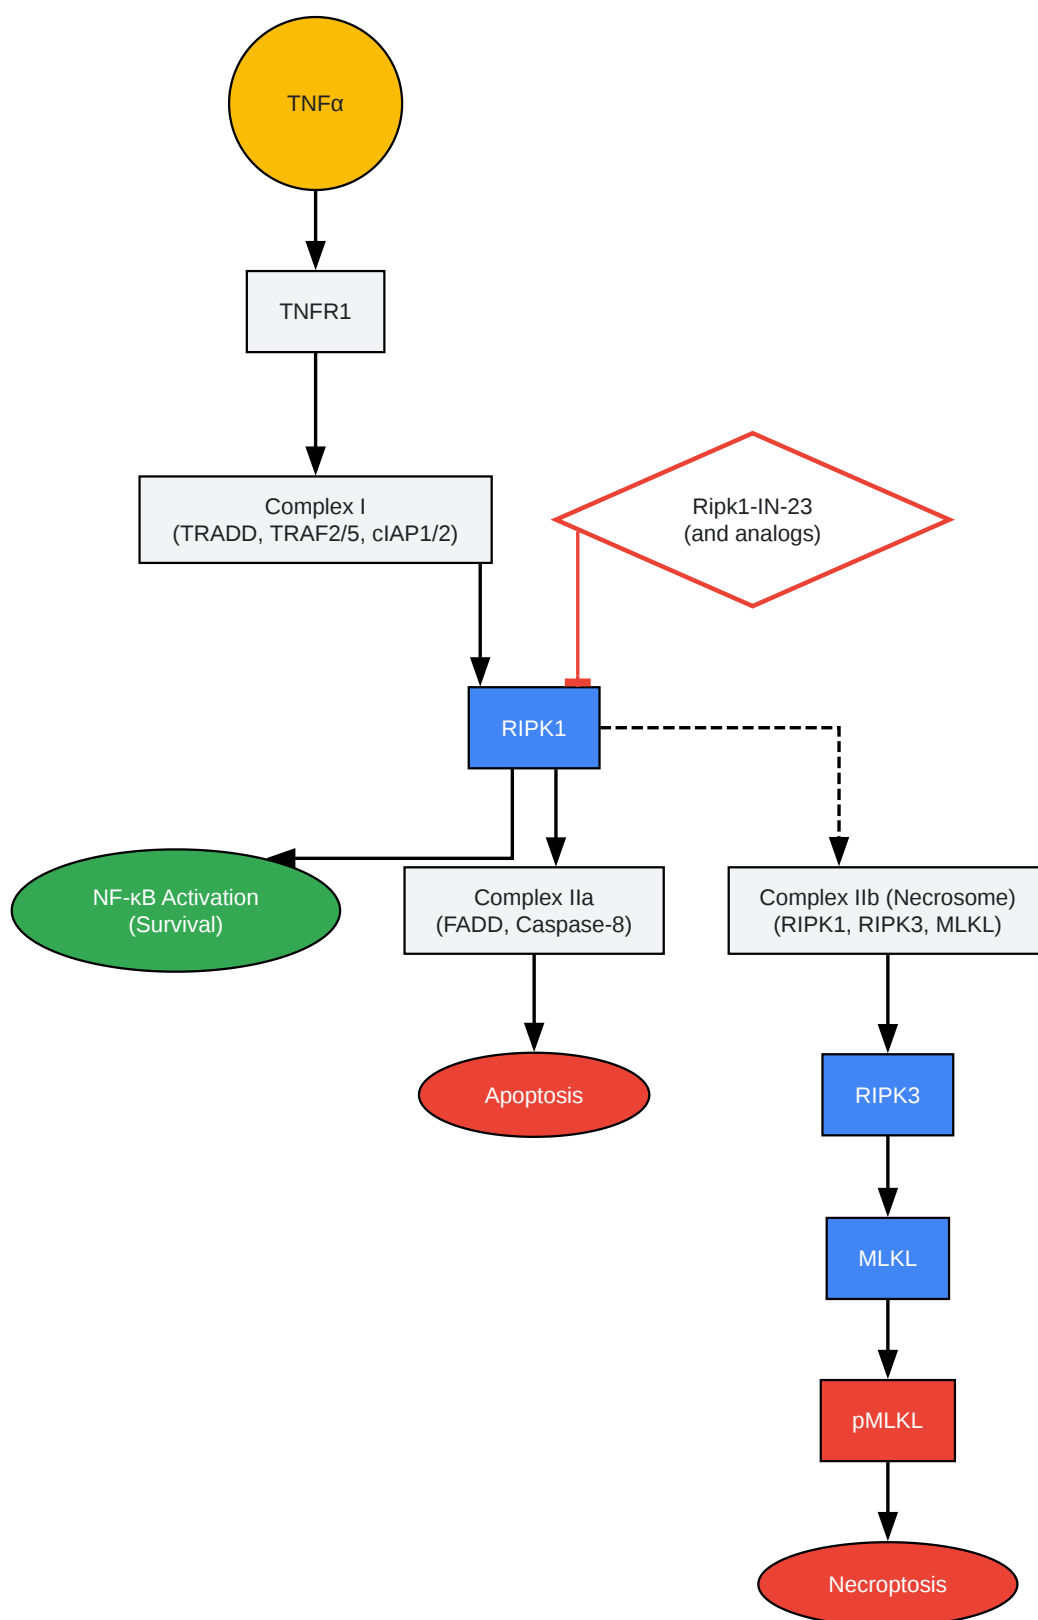 TNFα
TNFR1
Complex I
(TRADD, TRAF2/5, cIAP1/2)
Ripk1-IN-23
(and analogs)
RIPK1
NF-κB Activation
(Survival)
Complex IIa
(FADD, Caspase-8)
Complex IIb (Necrosome)
(RIPK1, RIPK3, MLKL)
Apoptosis
RIPK3
MLKL
pMLKL
Necroptosis